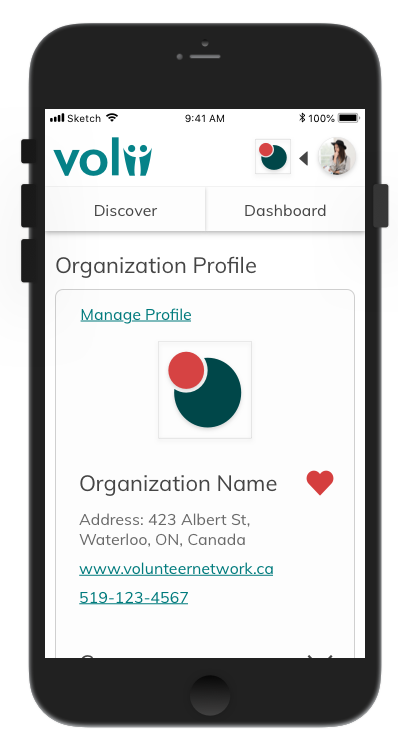 Sketch 9:41 AM 100%
volii
Discover Dashboard
Organization Profile
Manage Profile
Organization Name
Address: 423 Albert St,
Waterloo, ON, Canada
www.volunteernetwork.ca
519-123-4567